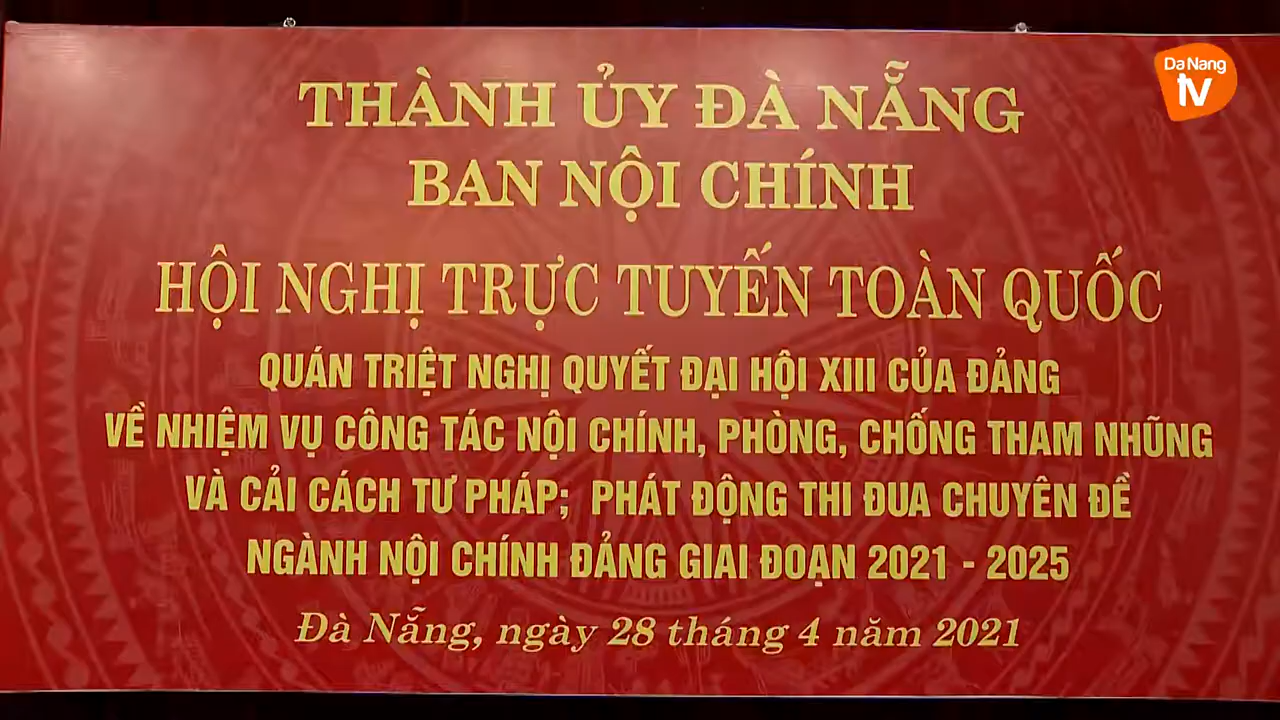 THÀNH ỦY ĐÀ NẴNG
BAN NỘI CHÍNH
HỘI NGHỊ TRỰC TUYẾN TOÀN QUỐC
QUÁN TRIỆT NGHỊ QUYẾT ĐẠI HỘI XIII CỦA ĐẢNG
VỀ NHIỆM VỤ CÔNG TÁC NỘI CHÍNH, PHÒNG, CHỐNG THAM NHŨNG
VÀ CẢI CÁCH TƯ PHÁP; PHÁT ĐỘNG THI ĐUA CHUYÊN ĐỀ
NGÀNH NỘI CHÍNH ĐẢNG GIAI ĐOẠN 2021 - 2025
Đà Nẵng, ngày 28 tháng 4 năm 2021
Da Nang
tv